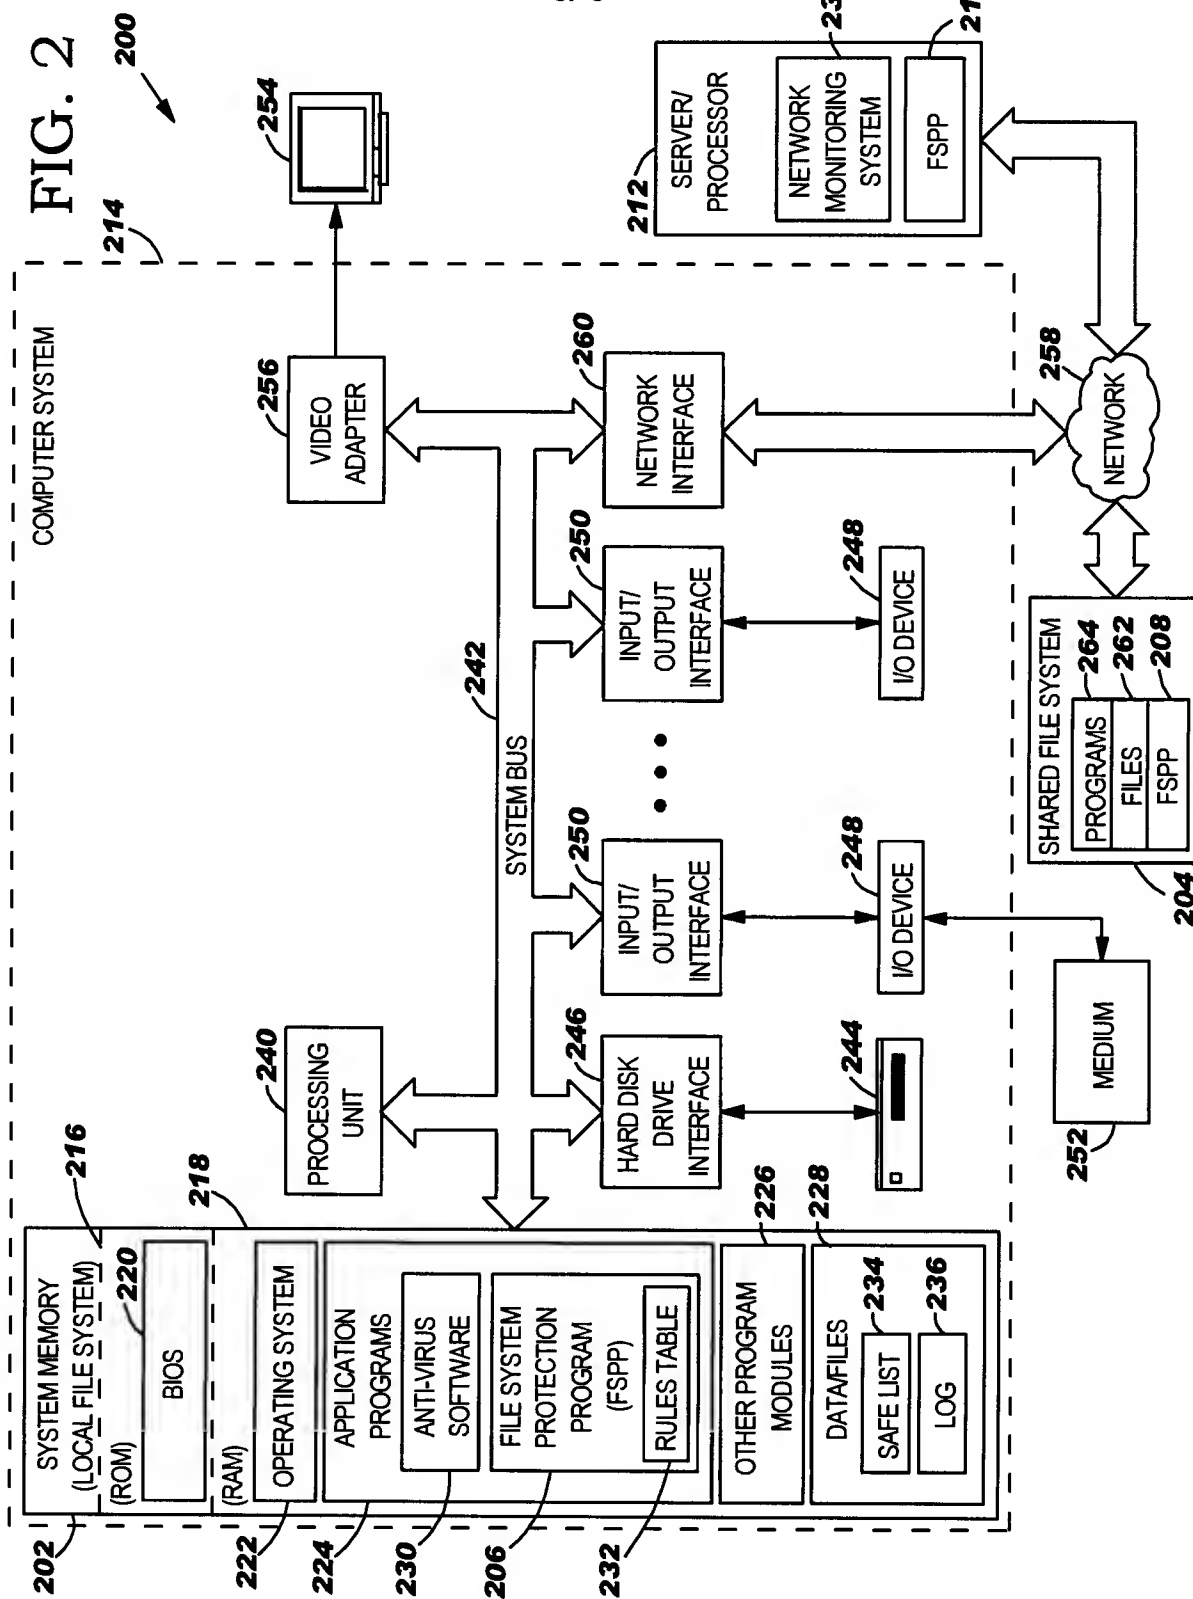 FIG. 2
200
COMPUTER SYSTEM
214
202
SYSTEM MEMORY
(LOCAL FILE SYSTEM)
216
(ROM)
220
BIOS
218
(RAM)
222
OPERATING SYSTEM
224
APPLICATION
PROGRAMS
230
ANTI-VIRUS
SOFTWARE
206
FILE SYSTEM
PROTECTION
PROGRAM
(FSPP)
232
RULES TABLE
226
OTHER PROGRAM
MODULES
228
DATA/FILES
234
SAFE LIST
236
LOG
240
PROCESSING
UNIT
256
VIDEO
ADAPTER
254
242
SYSTEM BUS
246
HARD DISK
DRIVE
INTERFACE
250
INPUT/
OUTPUT
INTERFACE
250
INPUT/
OUTPUT
INTERFACE
260
NETWORK
INTERFACE
244
248
I/O DEVICE
248
I/O DEVICE
252
MEDIUM
204
SHARED FILE SYSTEM
PROGRAMS
264
FILES
262
FSPP
208
258
NETWORK
212
SERVER/
PROCESSOR
NETWORK
MONITORING
SYSTEM
FSPP